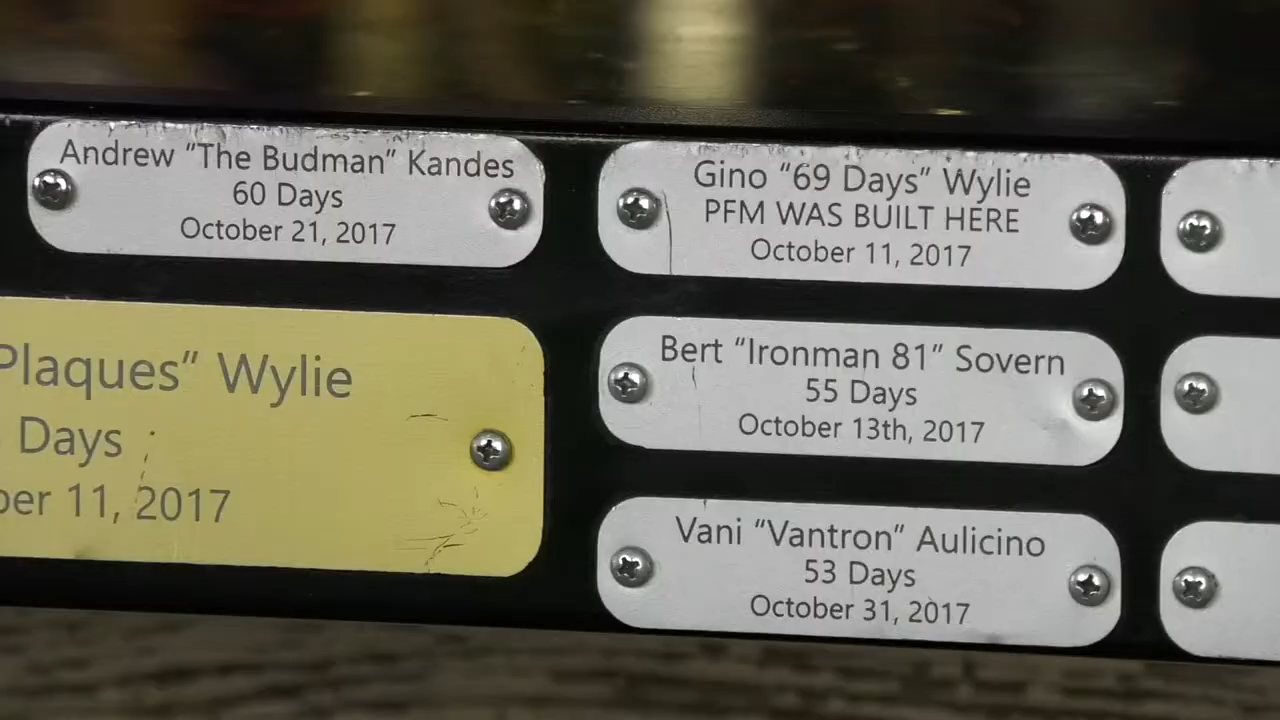 Andrew “The Budman” Kandes
60 Days
October 21, 2017
Plaques” Wylie
Days
11, 2017
Gino “69 Days” Wylie
PFM WAS BUILT HERE
October 11, 2017
Bert “Ironman 81” Sovern
55 Days
October 13th, 2017
Vani “Vantron” Aulicino
53 Days
October 31, 2017